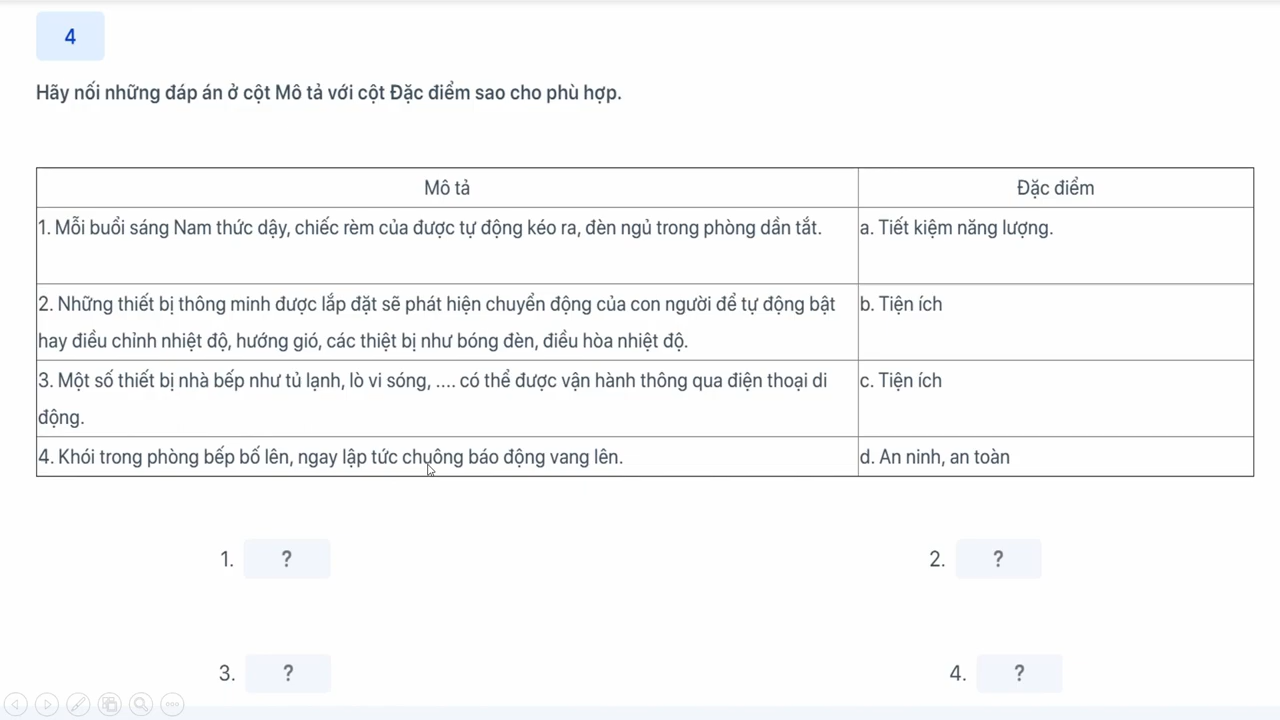 4
Hãy nối những đáp án ở cột Mô tả với cột Đặc điểm sao cho phù hợp.
Mô tả
Đặc điểm
1. Mỗi buổi sáng Nam thức dậy, chiếc rèm của được tự động kéo ra, đèn ngủ trong phòng dần tắt.
a. Tiết kiệm năng lượng.
2. Những thiết bị thông minh được lắp đặt sẽ phát hiện chuyển động của con người để tự động bật
hay điều chỉnh nhiệt độ, hướng gió, các thiệt bị như bóng đèn, điều hòa nhiệt độ.
b. Tiện ích
3. Một số thiết bị nhà bếp như tủ lạnh, lò vi sóng, .... có thể được vận hành thông qua điện thoại di
động.
c. Tiện ích
4. Khói trong phòng bếp bố lên, ngay lập tức chuông báo động vang lên.
d. An ninh, an toàn
1. ?
2. ?
3. ?
4. ?